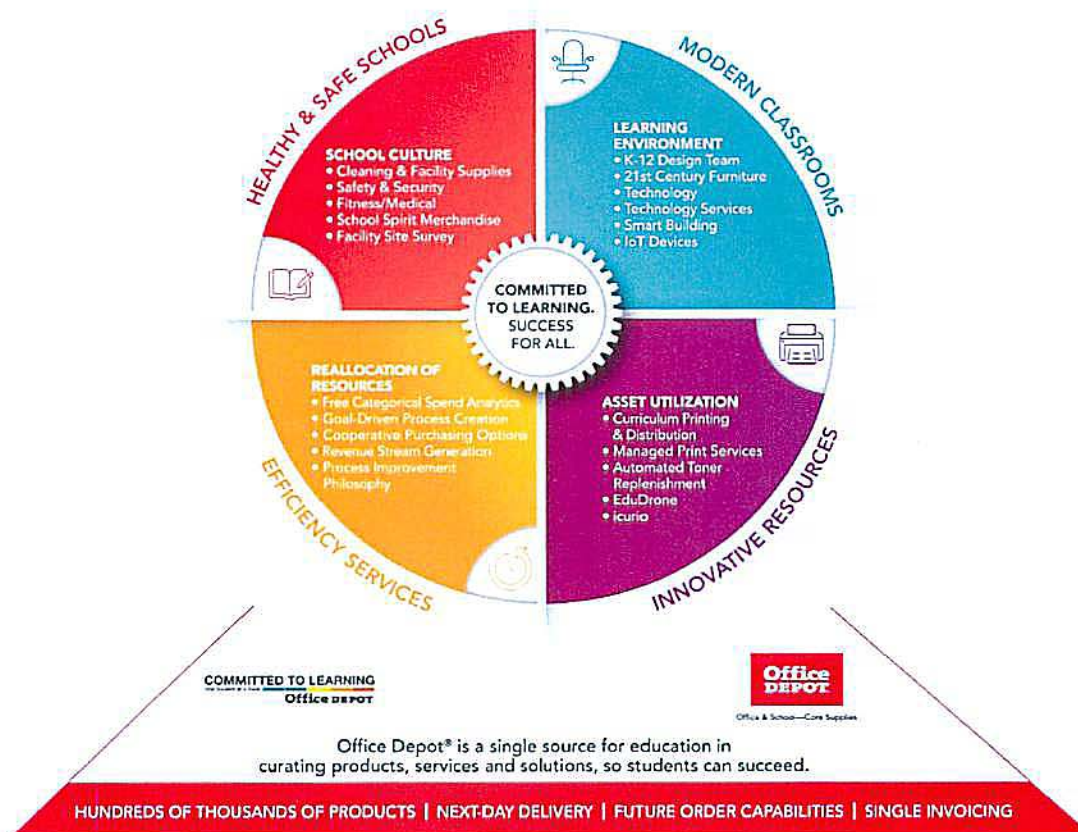 HEALTHY & SAFE SCHOOLS
MODERN CLASSROOMS
SCHOOL CULTURE
• Cleaning & Facility Supplies
• Safety & Security
• Fitness/Medical
• School Spirit Merchandise
• Facility Site Survey
LEARNING
ENVIRONMENT
• K-12 Design Team
• 21st Century Furniture
• Technology
• Technology Services
• Smart Building
• IoT Devices
COMMITTED
TO LEARNING.
SUCCESS
FOR ALL.
REALLOCATION OF
RESOURCES
• Free Categorical Spend Analytics
• Goal-Driven Process Creation
• Cooperative Purchasing Options
• Revenue Stream Generation
• Process Improvement
Philosophy
ASSET UTILIZATION
• Curriculum Printing
& Distribution
• Managed Print Services
• Automated Toner
Replenishment
• EduDrone
• icurio
EFFICIENCY SERVICES
INNOVATIVE RESOURCES
COMMITTED TO LEARNING
Office DEPOT
Office
DEPOT
Office & School—Core Supplies
Office Depot® is a single source for education in
curating products, services and solutions, so students can succeed.
HUNDREDS OF THOUSANDS OF PRODUCTS | NEXT-DAY DELIVERY | FUTURE ORDER CAPABILITIES | SINGLE INVOICING